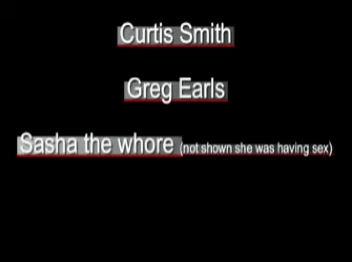 Curtis Smith
Greg Earls
Sasha the whore (not shown she was having sex)